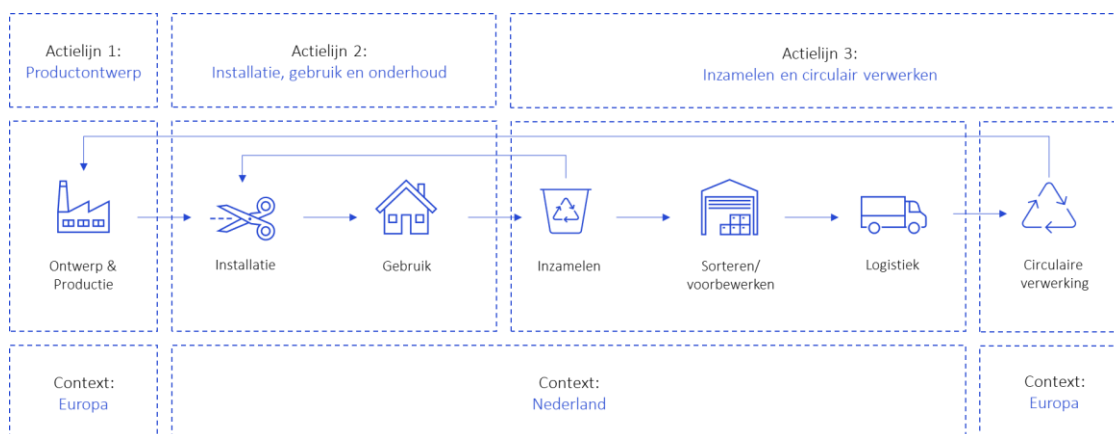 Actielijn 1:
Productontwerp
Actielijn 2:
Installatie, gebruik en onderhoud
Actielijn 3:
Inzamelen en circulair verwerken
Ontwerp &
Productie
Installatie
Gebruik
Inzamelen
Sorteren/
voorbewerken
Logistiek
Circulaire
verwerking
Context:
Europa
Context:
Nederland
Context:
Europa